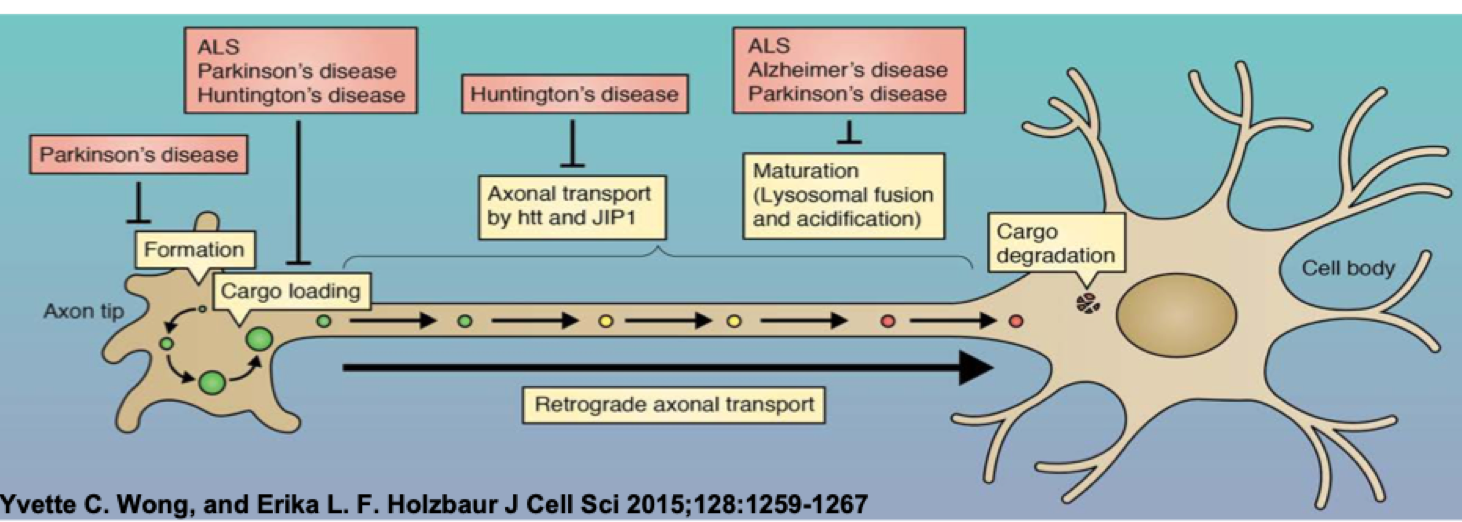 ALS
Parkinson's disease
Huntington's disease
ALS
Alzheimer's disease
Parkinson's disease
Huntington's disease
Parkinson's disease
Axonal transport
by htt and JIP1
Maturation
(Lysosomal fusion
and acidification)
Formation
Cargo
degradation
Cell body
Cargo loading
Axon tip
Retrograde axonal transport
Yvette C. Wong, and Erika L. F. Holzbaur J Cell Sci 2015;128:1259-1267